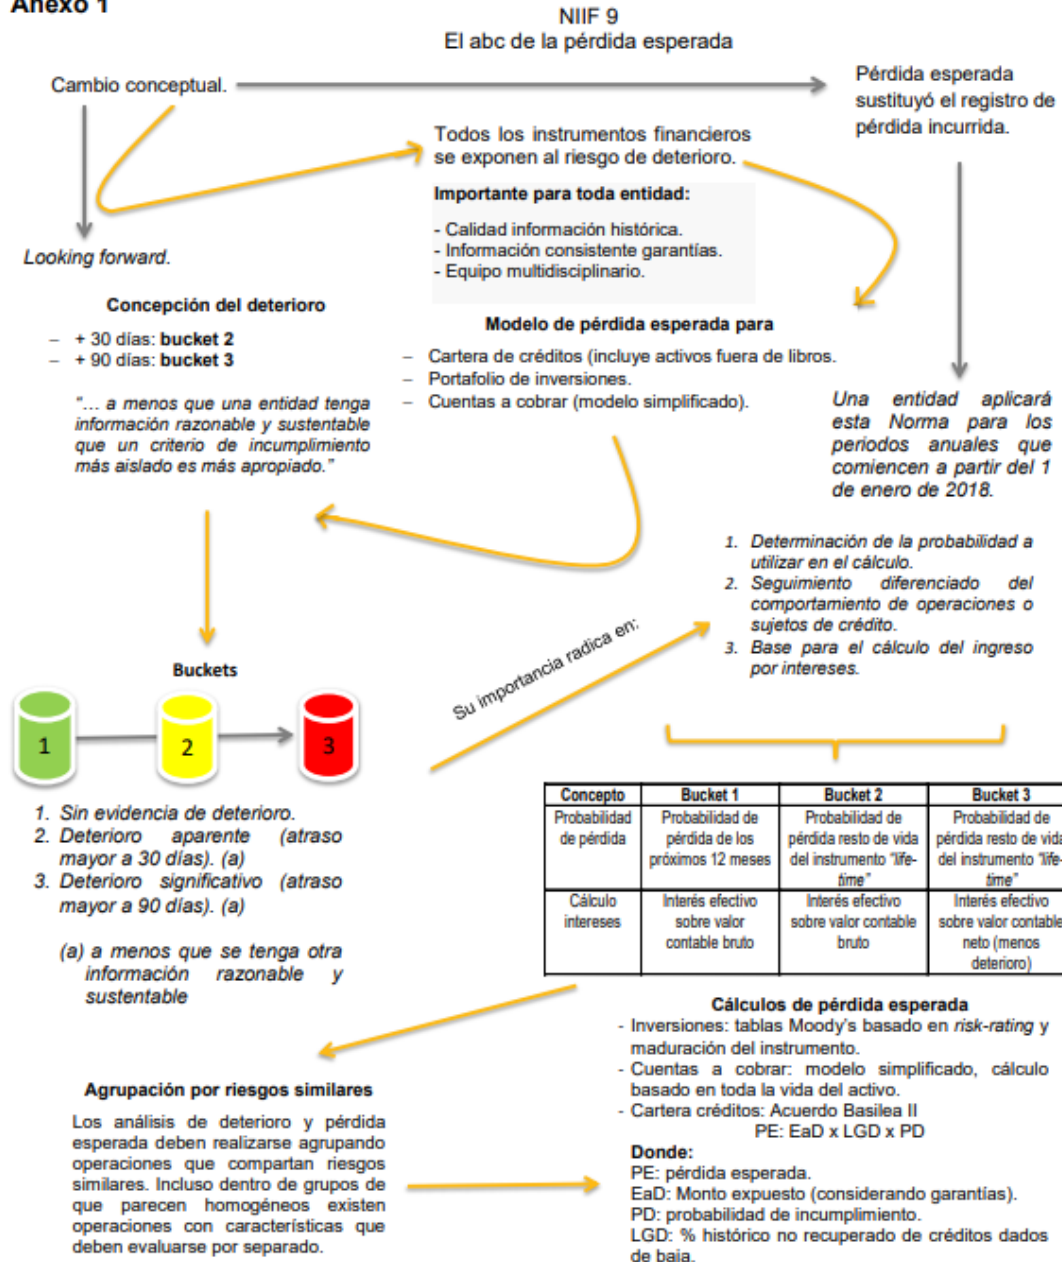 Anexo 1
NIIF 9
El abc de la pérdida esperada
Cambio conceptual.
Pérdida esperada
sustituyó el registro de
pérdida incurrida.
Todos los instrumentos financieros
se exponen al riesgo de deterioro.
Importante para toda entidad:
- Calidad información histórica.
- Información consistente garantías.
- Equipo multidisciplinario.
Looking forward.
Concepción del deterioro
– + 30 días: bucket 2
– + 90 días: bucket 3
"… a menos que una entidad tenga
información razonable y sustentable
que un criterio de incumplimiento
más aislado es más apropiado."
Modelo de pérdida esperada para
– Cartera de créditos (incluye activos fuera de libros.
– Portafolio de inversiones.
– Cuentas a cobrar (modelo simplificado).
Una entidad aplicará
esta Norma para los
periodos anuales que
comiencen a partir del 1
de enero de 2018.
1. Determinación de la probabilidad a
utilizar en el cálculo.
2. Seguimiento diferenciado del
comportamiento de operaciones o
sujetos de crédito.
3. Base para el cálculo del ingreso
por intereses.
Su importancia radica en:
Buckets
1 2 3
1. Sin evidencia de deterioro.
2. Deterioro aparente (atraso
mayor a 30 días). (a)
3. Deterioro significativo (atraso
mayor a 90 días). (a)
(a) a menos que se tenga otra
información razonable y
sustentable
Concepto Bucket 1 Bucket 2 Bucket 3
Probabilidad Probabilidad de Probabilidad de Probabilidad de
de pérdida pérdida de los pérdida resto de vida pérdida resto de vida
próximos 12 meses del instrumento "life- del instrumento "life-
time" time"
Cálculo Interés efectivo Interés efectivo Interés efectivo
intereses sobre valor sobre valor contable sobre valor contable
contable bruto bruto neto (menos
deterioro)
Cálculos de pérdida esperada
- Inversiones: tablas Moody's basado en risk-rating y
maduración del instrumento.
- Cuentas a cobrar: modelo simplificado, cálculo
basado en toda la vida del activo.
- Cartera créditos: Acuerdo Basilea II
PE: EaD x LGD x PD
Donde:
PE: pérdida esperada.
EaD: Monto expuesto (considerando garantías).
PD: probabilidad de incumplimiento.
LGD: % histórico no recuperado de créditos dados
de baja.
Agrupación por riesgos similares
Los análisis de deterioro y pérdida
esperada deben realizarse agrupando
operaciones que compartan riesgos
similares. Incluso dentro de grupos de
que parecen homogéneos existen
operaciones con características que
deben evaluarse por separado.